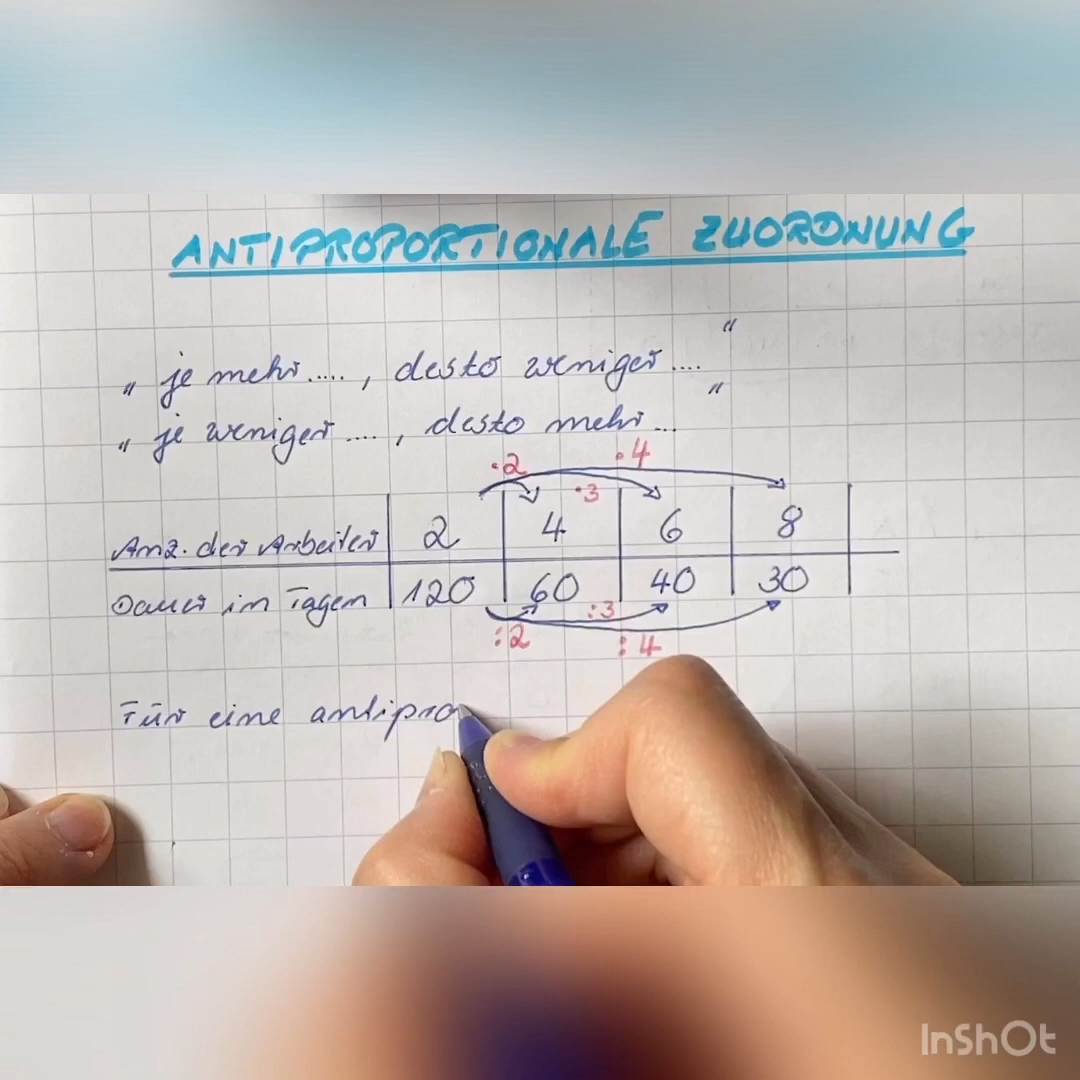 ANTIPROPORTIONALE ZUORDNUNG
„ je mehr....., desto weniger.... “
„ je weniger...., desto mehr... “
·2 ·3 ·4
Anz. der Arbeiter 2 4 6 8
Dauer in Tagen 120 60 40 30
:2 :3 :4
Für eine antipro
InShOt